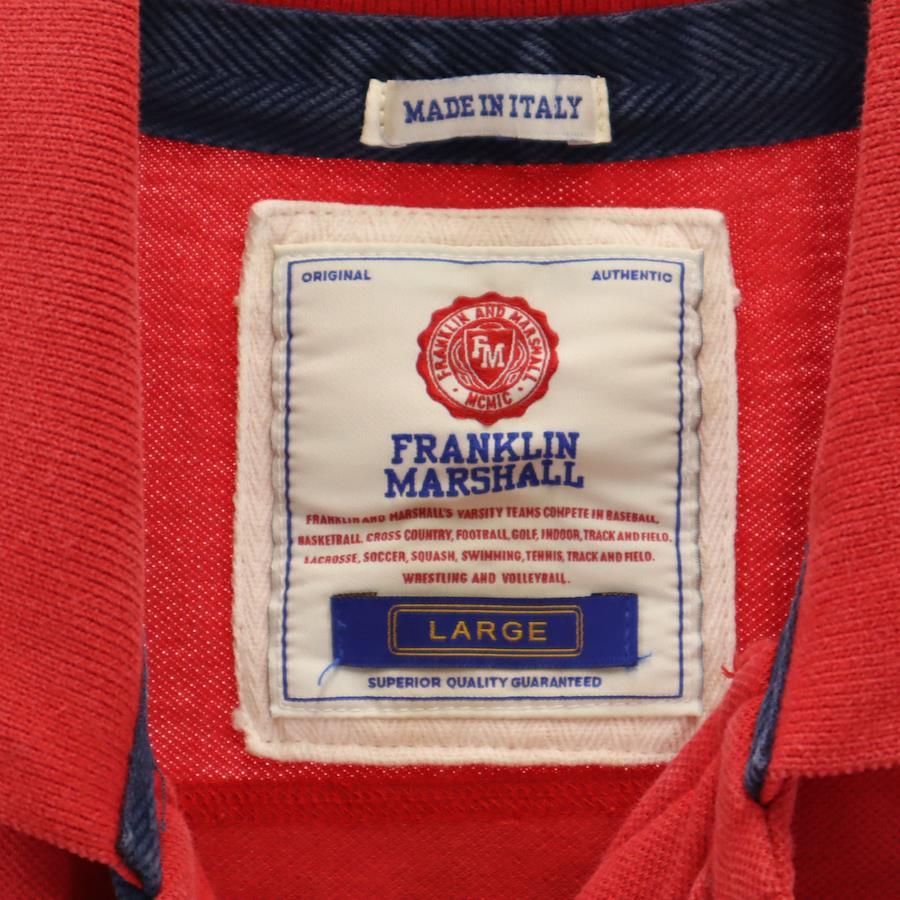 MADE IN ITALY
ORIGINAL AUTHENTIC
FRANKLIN AND MARSHALL
FM
· MCMIC ·
FRANKLIN
MARSHALL
FRANKLIN AND MARSHALL'S VARSITY TEAMS COMPETE IN BASEBALL,
BASKETBALL, CROSS COUNTRY, FOOTBALL, GOLF, INDOOR, TRACK AND FIELD,
LACROSSE, SOCCER, SQUASH, SWIMMING, TENNIS, TRACK AND FIELD.
WRESTLING AND VOLLEYBALL.
LARGE
SUPERIOR QUALITY GUARANTEED